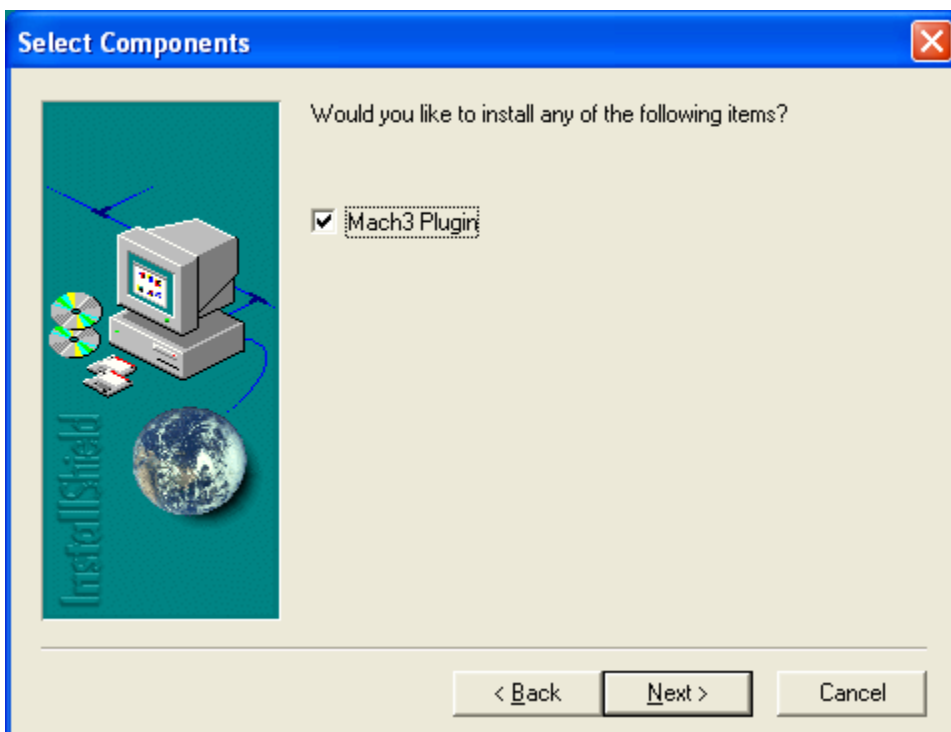 Select Components
Would you like to install any of the following items?
Mach3 Plugin
InstallShield
< Back
Next >
Cancel